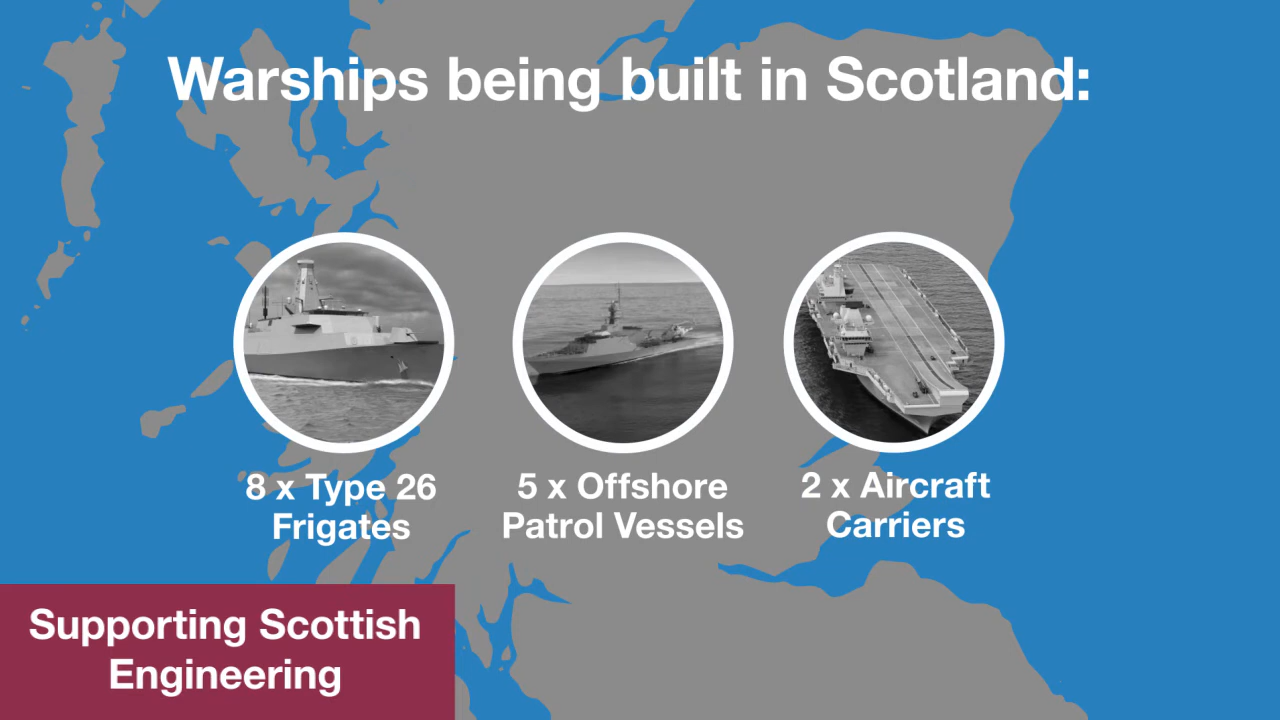 Warships being built in Scotland:
8 x Type 26
Frigates
5 x Offshore
Patrol Vessels
2 x Aircraft
Carriers
Supporting Scottish
Engineering